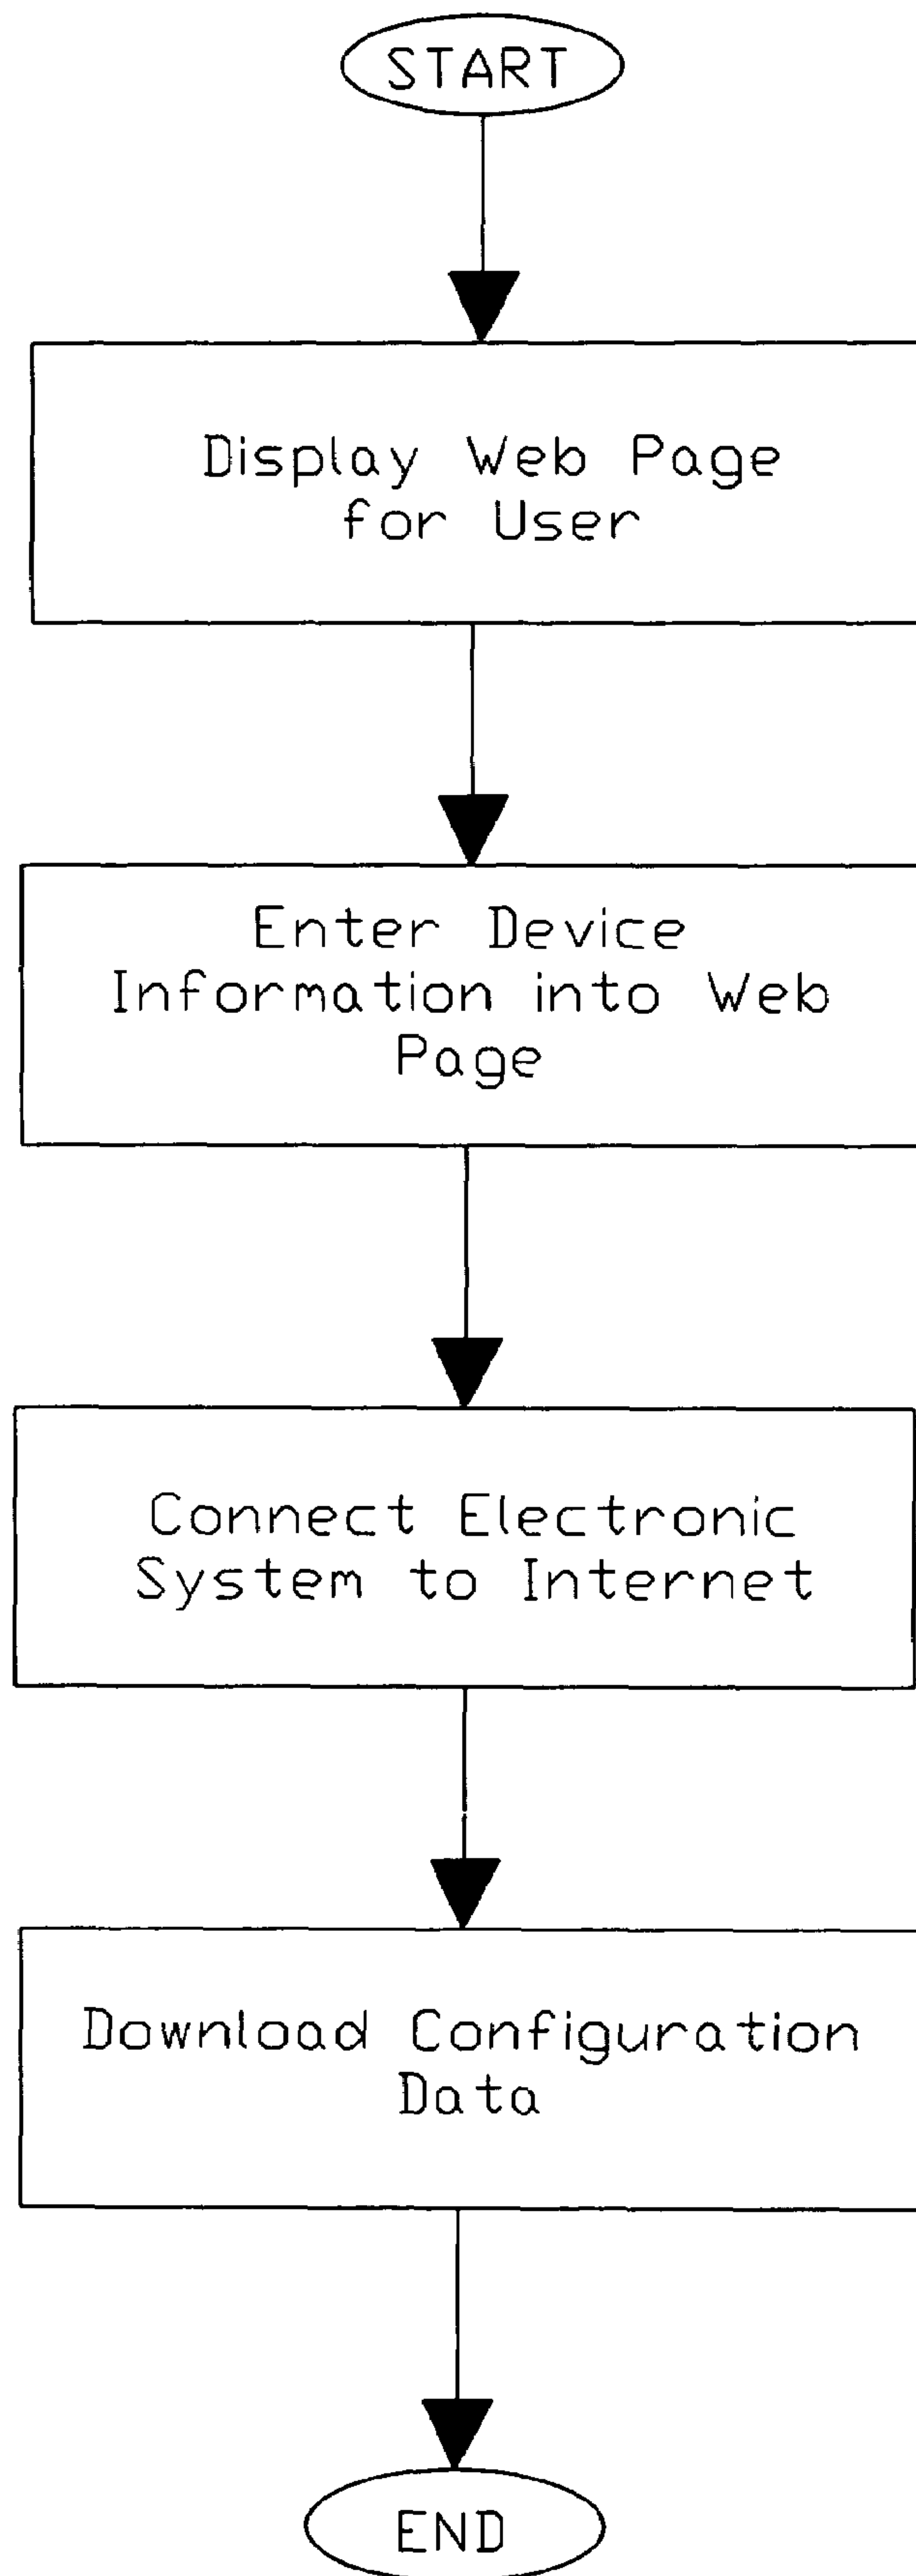 START
Display Web Page
for User
Enter Device
Information into Web
Page
Connect Electronic
System to Internet
Download Configuration
Data
END